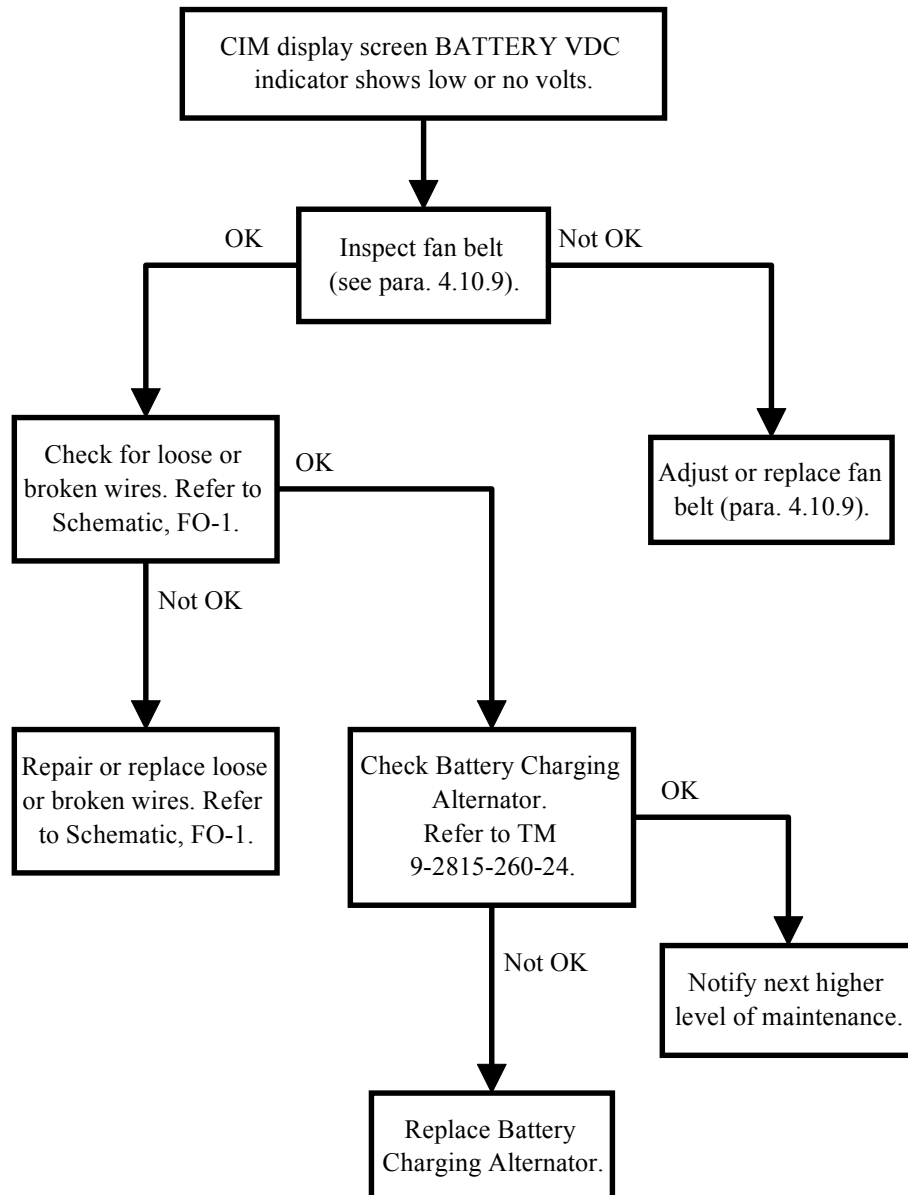 CIM display screen BATTERY VDC
indicator shows low or no volts.
OK
Inspect fan belt
(see para. 4.10.9).
Not OK
Check for loose or
broken wires. Refer to
Schematic, FO-1.
OK
Adjust or replace fan
belt (para. 4.10.9).
Not OK
Repair or replace loose
or broken wires. Refer
to Schematic, FO-1.
Check Battery Charging
Alternator.
Refer to TM
9-2815-260-24.
OK
Not OK
Notify next higher
level of maintenance.
Replace Battery
Charging Alternator.